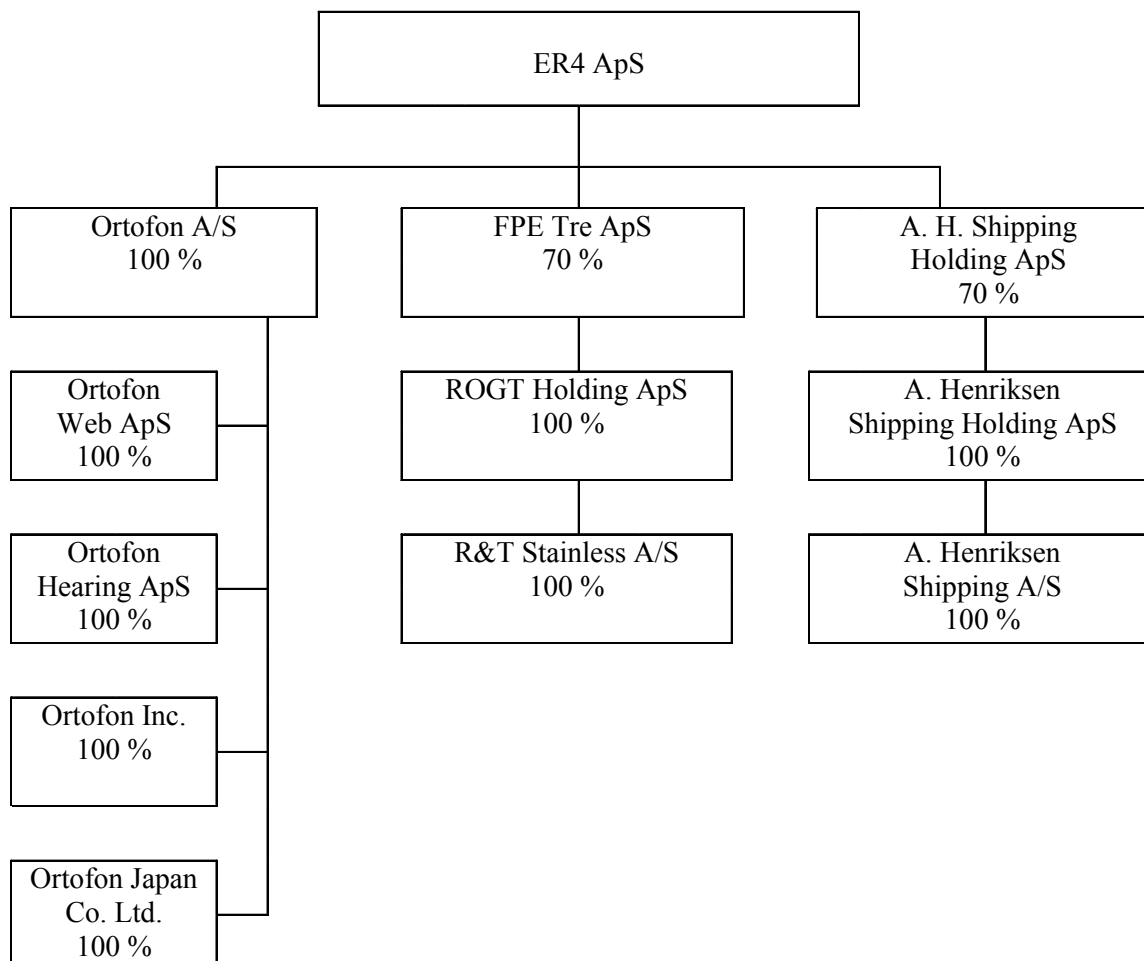 ER4 ApS
Ortofon A/S
100 %
FPE Tre ApS
70 %
A. H. Shipping
Holding ApS
70 %
Ortofon
Web ApS
100 %
ROGT Holding ApS
100 %
A. Henriksen
Shipping Holding ApS
100 %
Ortofon
Hearing ApS
100 %
R&T Stainless A/S
100 %
A. Henriksen
Shipping A/S
100 %
Ortofon Inc.
100 %
Ortofon Japan
Co. Ltd.
100 %